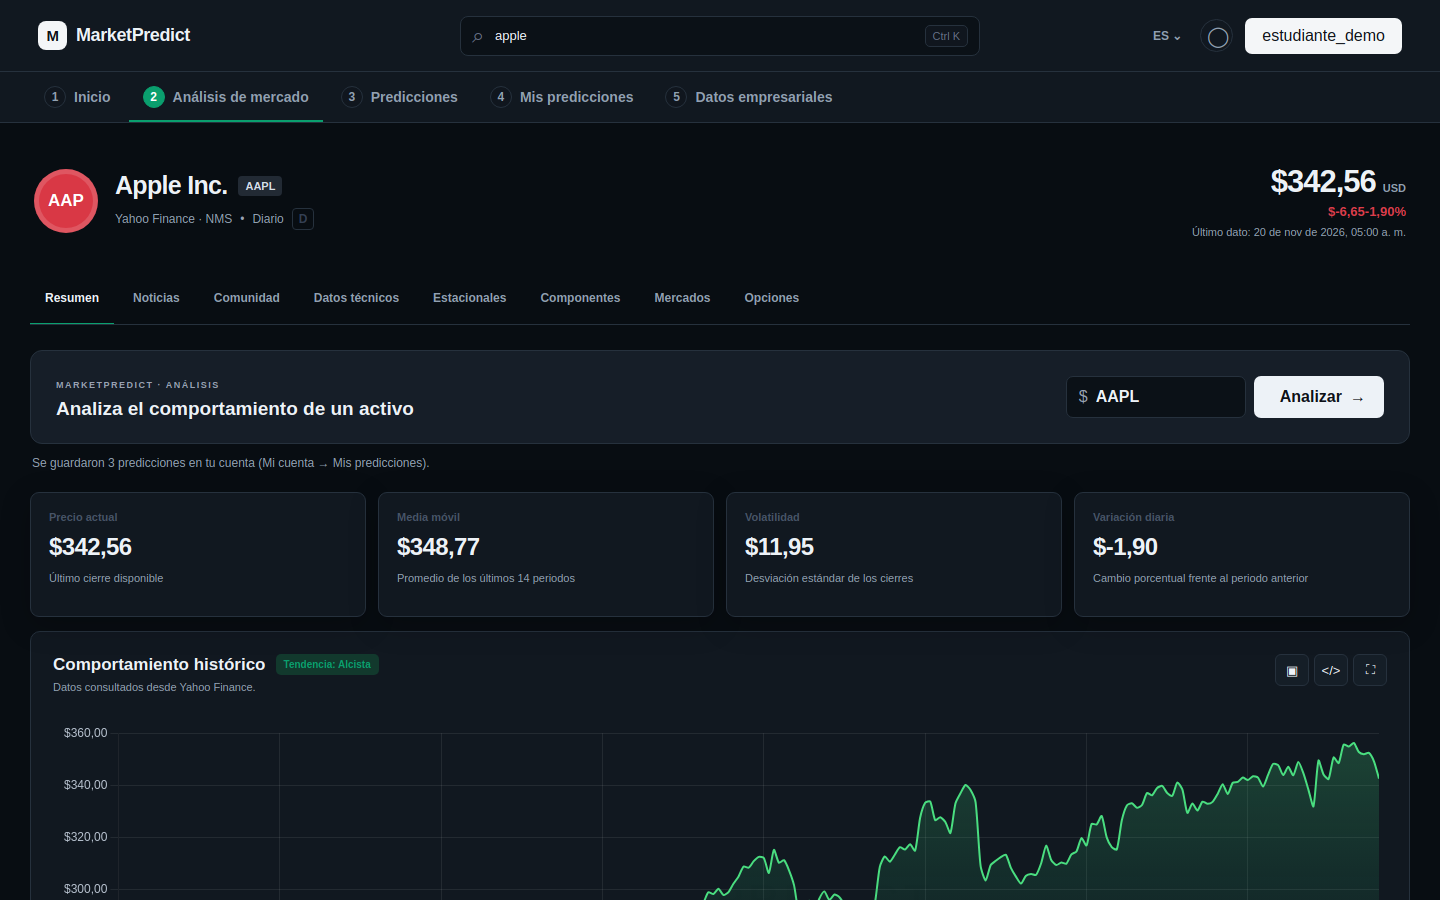 M MarketPredict
apple
Ctrl K
ES
estudiante_demo
1 Inicio
2 Análisis de mercado
3 Predicciones
4 Mis predicciones
5 Datos empresariales
AAP
Apple Inc. AAPL
Yahoo Finance · NMS • Diario D
$342,56 USD
$-6,65-1,90%
Último dato: 20 de nov de 2026, 05:00 a. m.
Resumen
Noticias
Comunidad
Datos técnicos
Estacionales
Componentes
Mercados
Opciones
MARKETPREDICT · ANÁLISIS
Analiza el comportamiento de un activo
$ AAPL
Analizar →
Se guardaron 3 predicciones en tu cuenta (Mi cuenta → Mis predicciones).
Precio actual
$342,56
Último cierre disponible
Media móvil
$348,77
Promedio de los últimos 14 periodos
Volatilidad
$11,95
Desviación estándar de los cierres
Variación diaria
$-1,90
Cambio porcentual frente al periodo anterior
Comportamiento histórico Tendencia: Alcista
Datos consultados desde Yahoo Finance.
</>
$360,00
$340,00
$320,00
$300,00